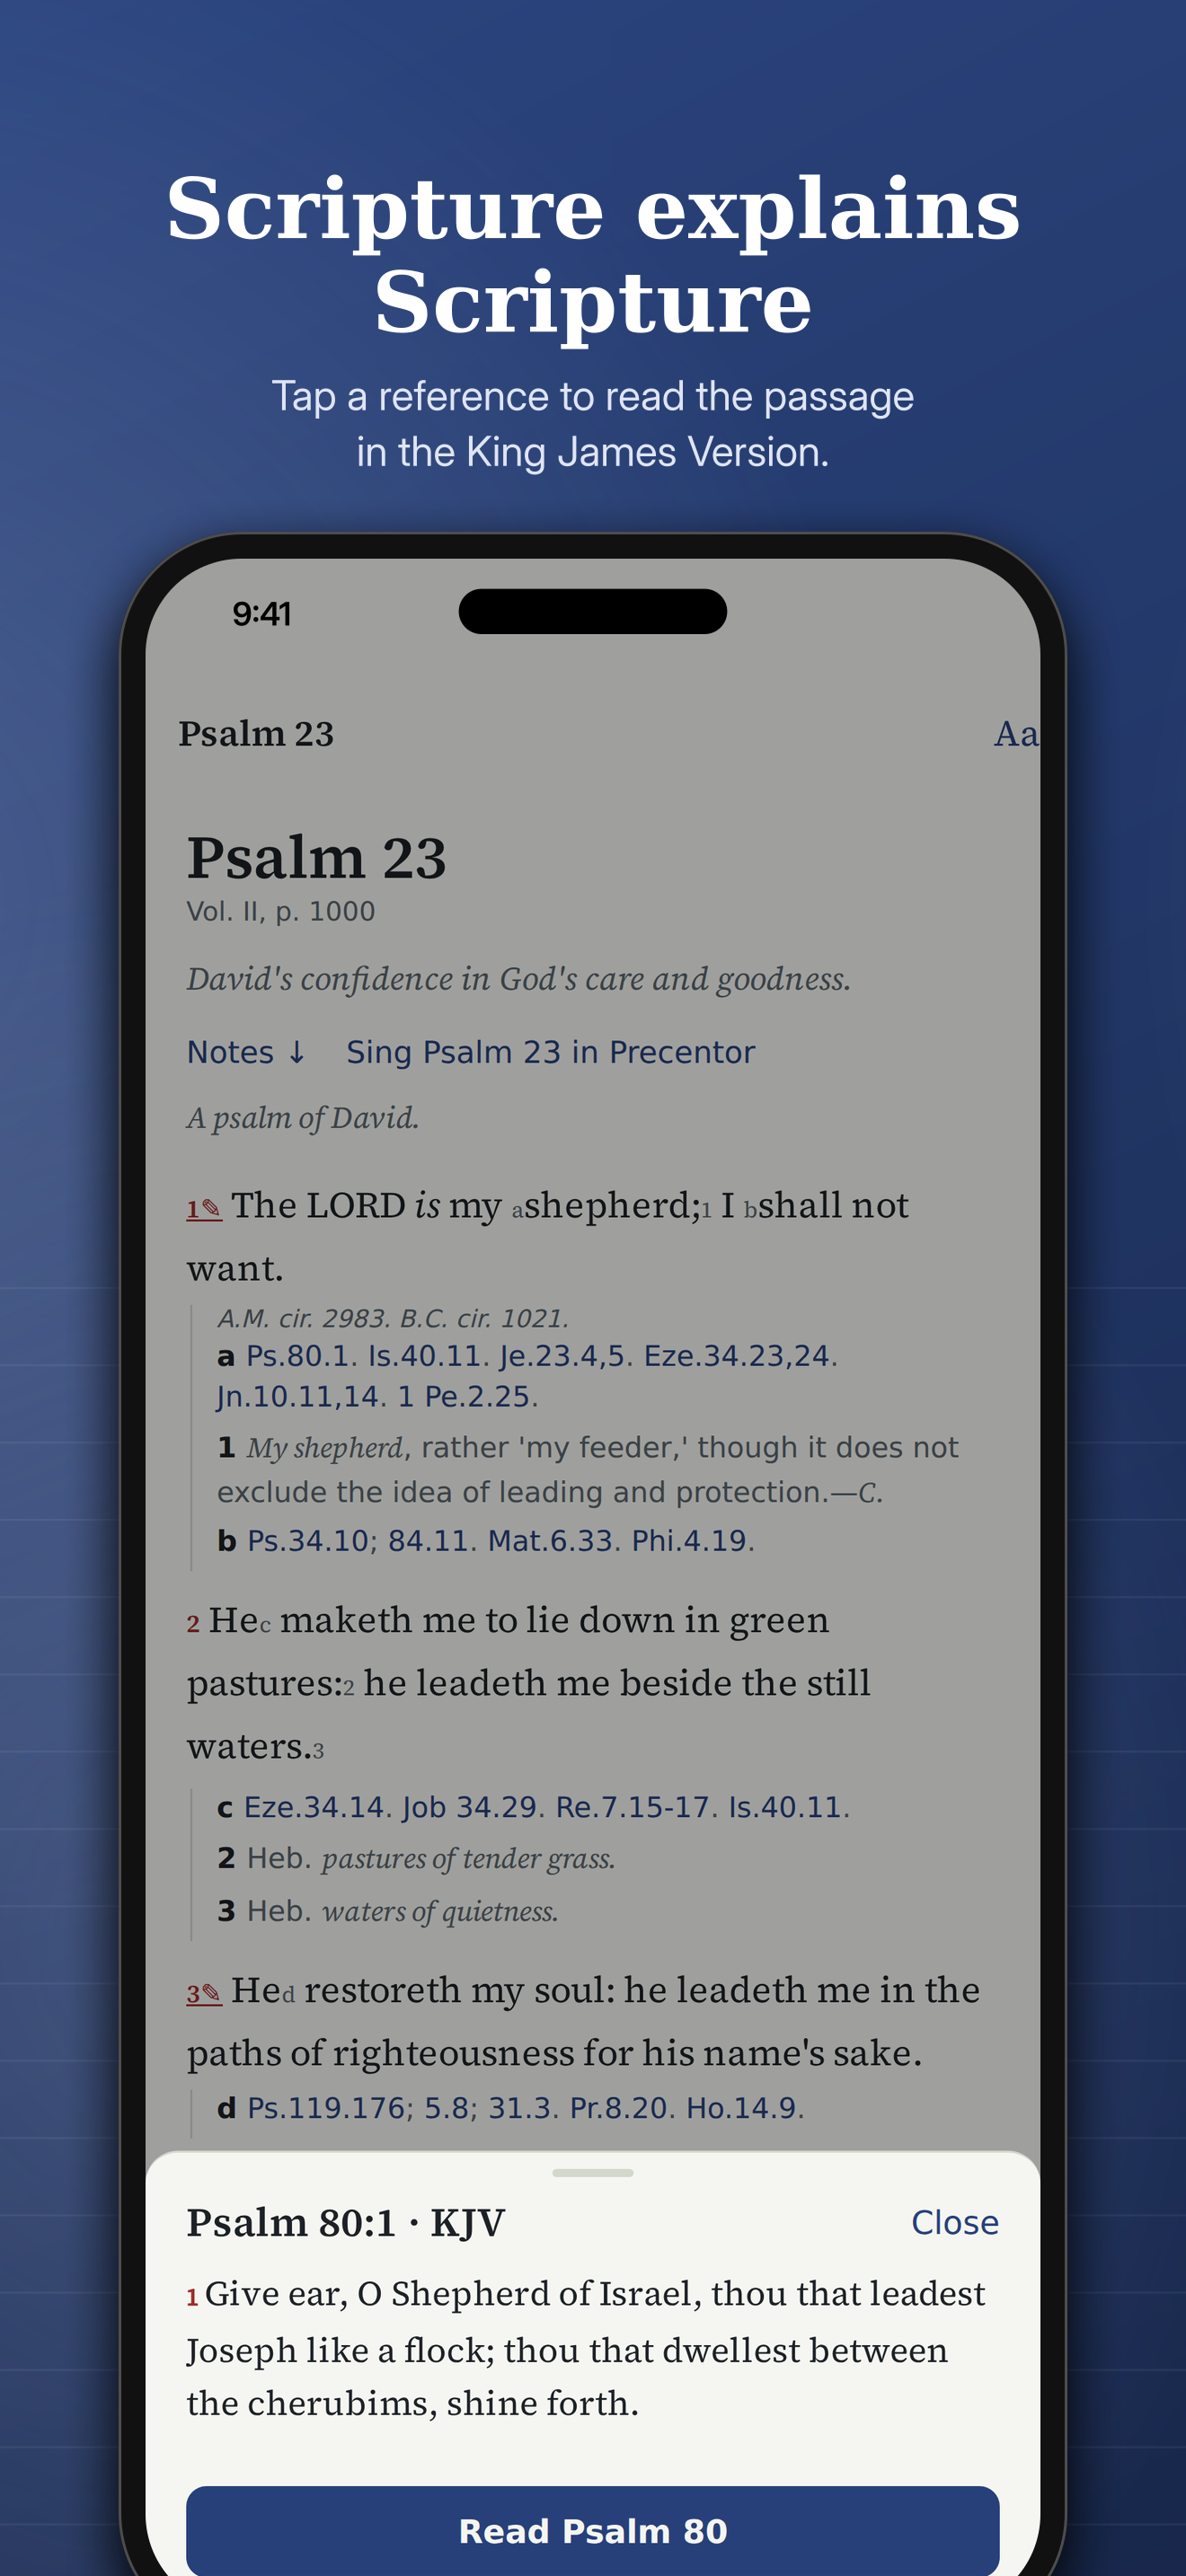 Scripture explains
Scripture
Tap a reference to read the passage
in the King James Version.
9:41
Psalm 23
Aa
Psalm 23
Vol. II, p. 1000
David's confidence in God's care and goodness.
Notes ↓ Sing Psalm 23 in Precentor
A psalm of David.
1✎ The LORD is my ashepherd;1 I bshall not
want.
A.M. cir. 2983. B.C. cir. 1021.
a Ps.80.1. Is.40.11. Je.23.4,5. Eze.34.23,24.
Jn.10.11,14. 1 Pe.2.25.
1 My shepherd, rather 'my feeder,' though it does not
exclude the idea of leading and protection.—C.
b Ps.34.10; 84.11. Mat.6.33. Phi.4.19.
2 Hec maketh me to lie down in green
pastures:2 he leadeth me beside the still
waters.3
c Eze.34.14. Job 34.29. Re.7.15-17. Is.40.11.
2 Heb. pastures of tender grass.
3 Heb. waters of quietness.
3✎ Hed restoreth my soul: he leadeth me in the
paths of righteousness for his name's sake.
d Ps.119.176; 5.8; 31.3. Pr.8.20. Ho.14.9.
Psalm 80:1 · KJV
Close
1 Give ear, O Shepherd of Israel, thou that leadest
Joseph like a flock; thou that dwellest between
the cherubims, shine forth.
Read Psalm 80